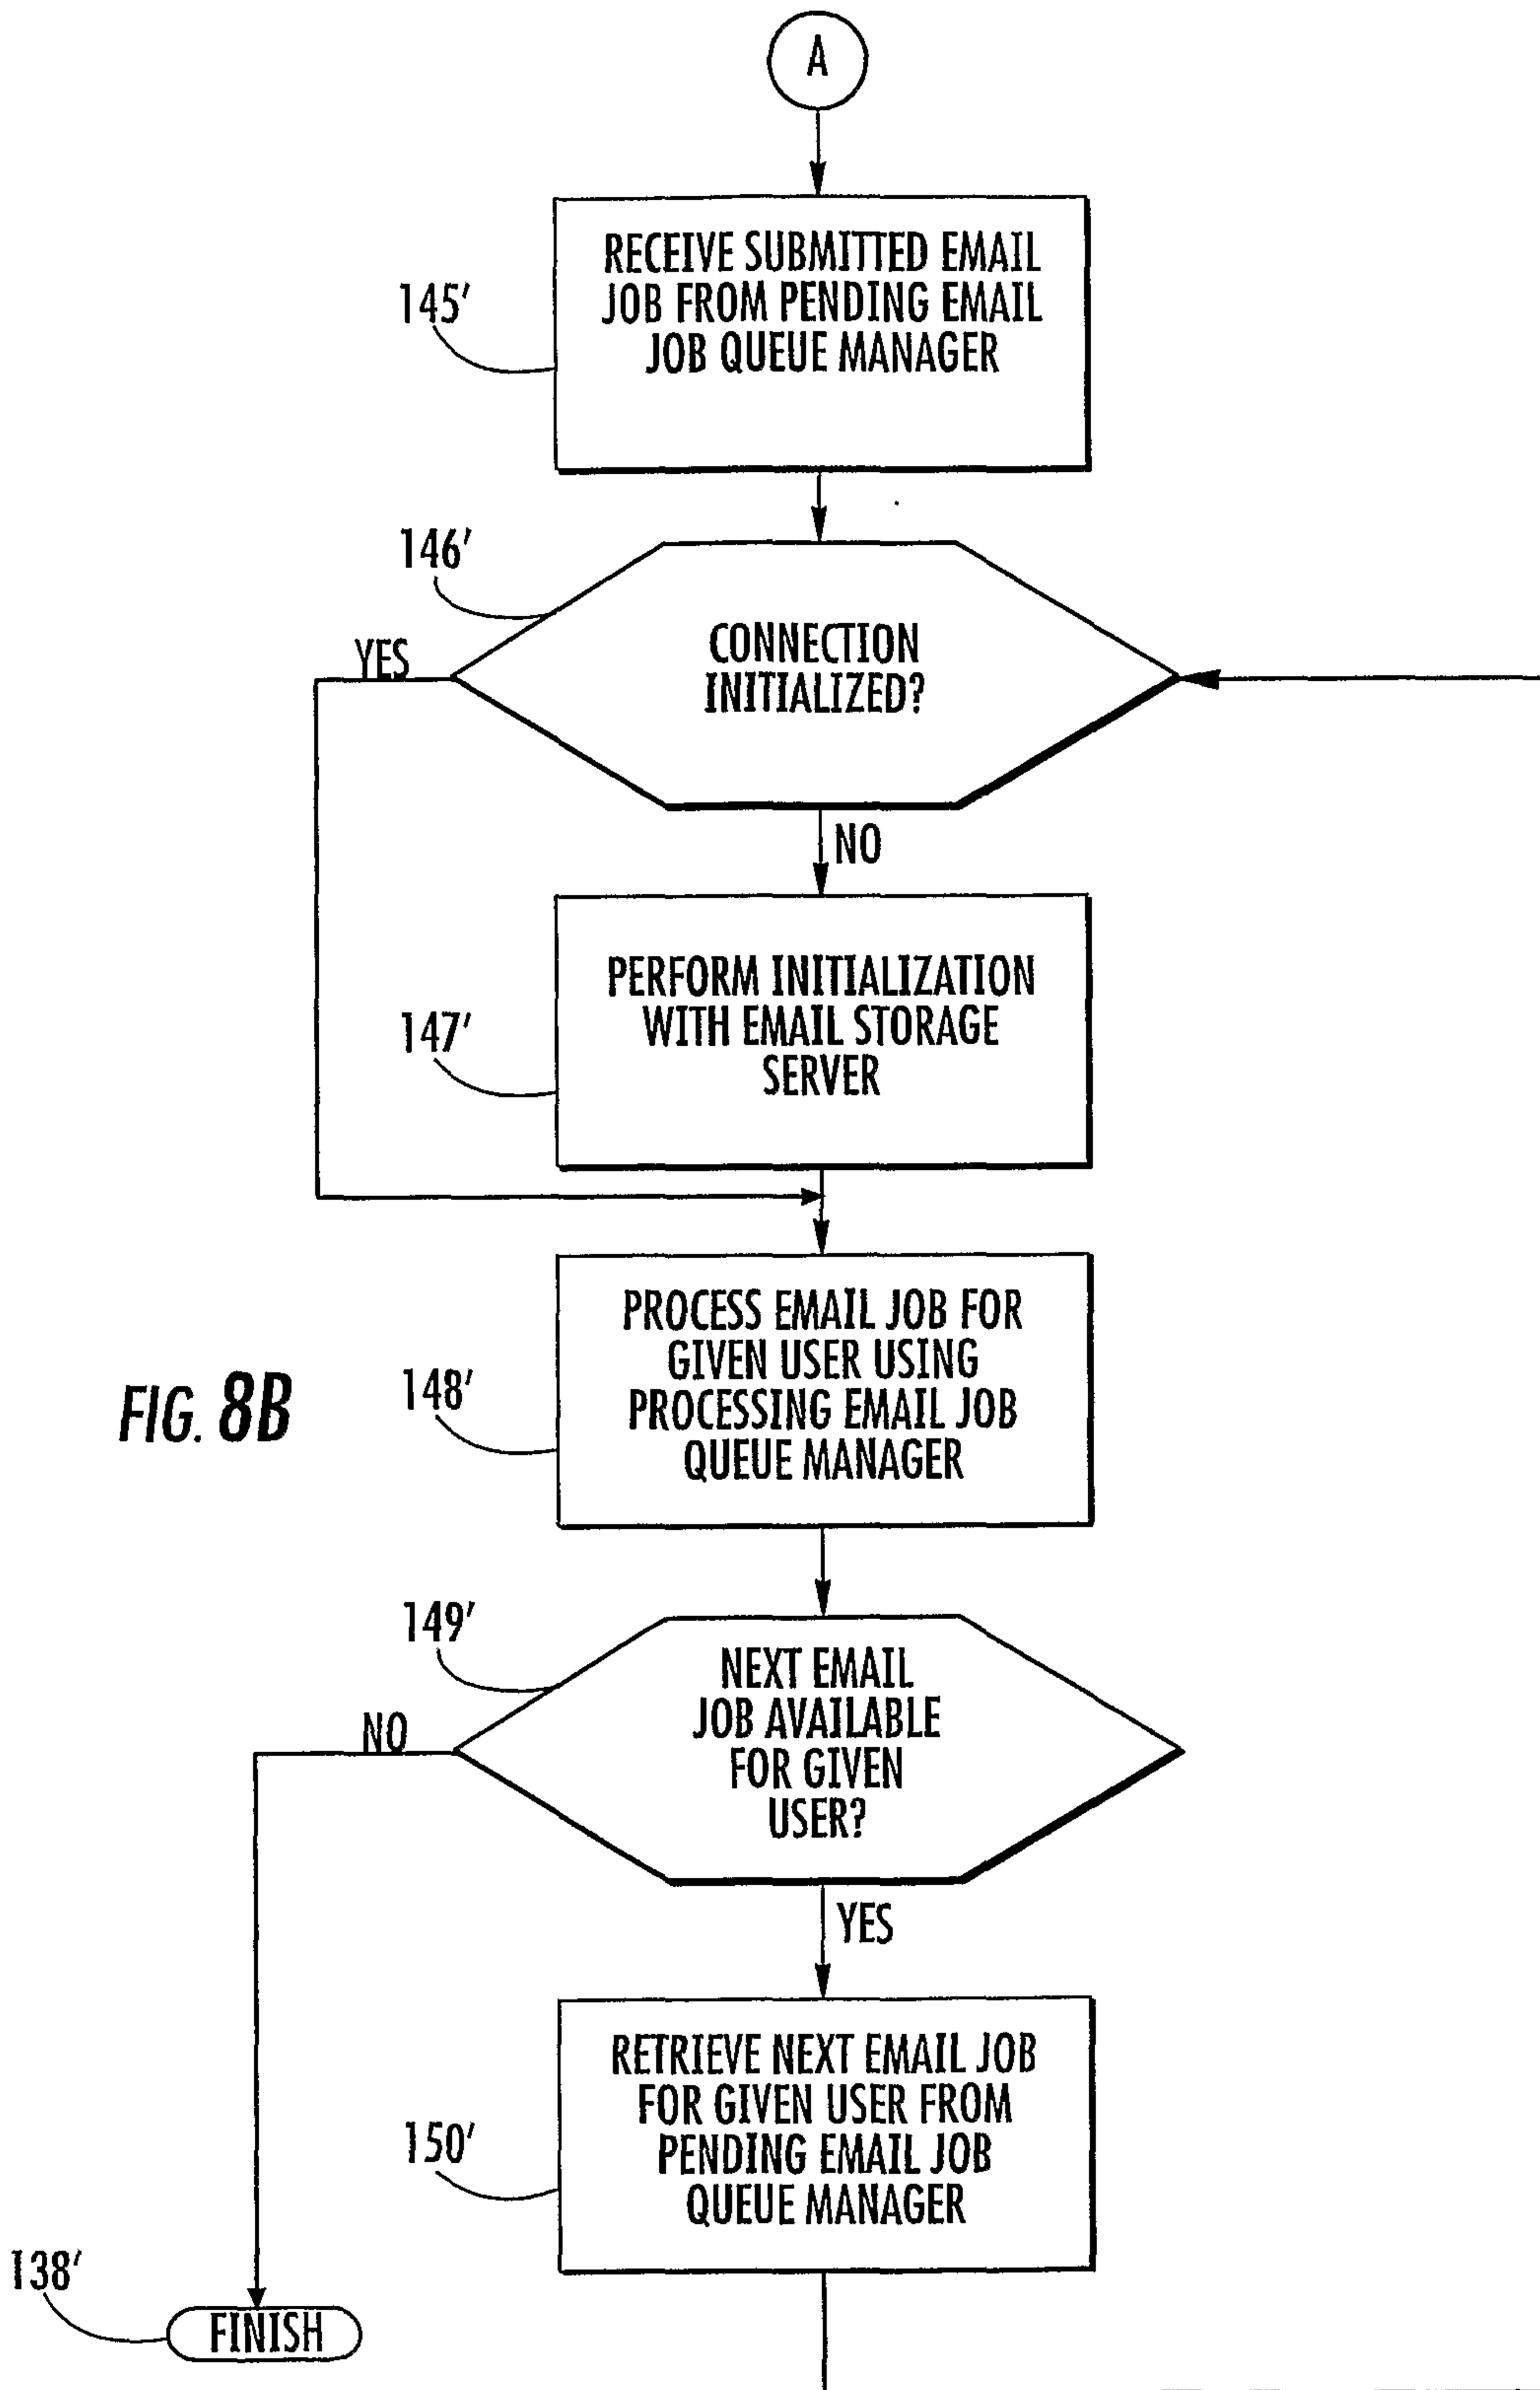 A
RECEIVE SUBMITTED EMAIL
JOB FROM PENDING EMAIL
JOB QUEUE MANAGER
145'
146'
YES
CONNECTION
INITIALIZED?
NO
PERFORM INITIALIZATION
WITH EMAIL STORAGE
SERVER
147'
PROCESS EMAIL JOB FOR
GIVEN USER USING
PROCESSING EMAIL JOB
QUEUE MANAGER
148'
FIG. 8B
149'
NEXT EMAIL
JOB AVAILABLE
FOR GIVEN
USER?
NO
YES
RETRIEVE NEXT EMAIL JOB
FOR GIVEN USER FROM
PENDING EMAIL JOB
QUEUE MANAGER
150'
138'
FINISH